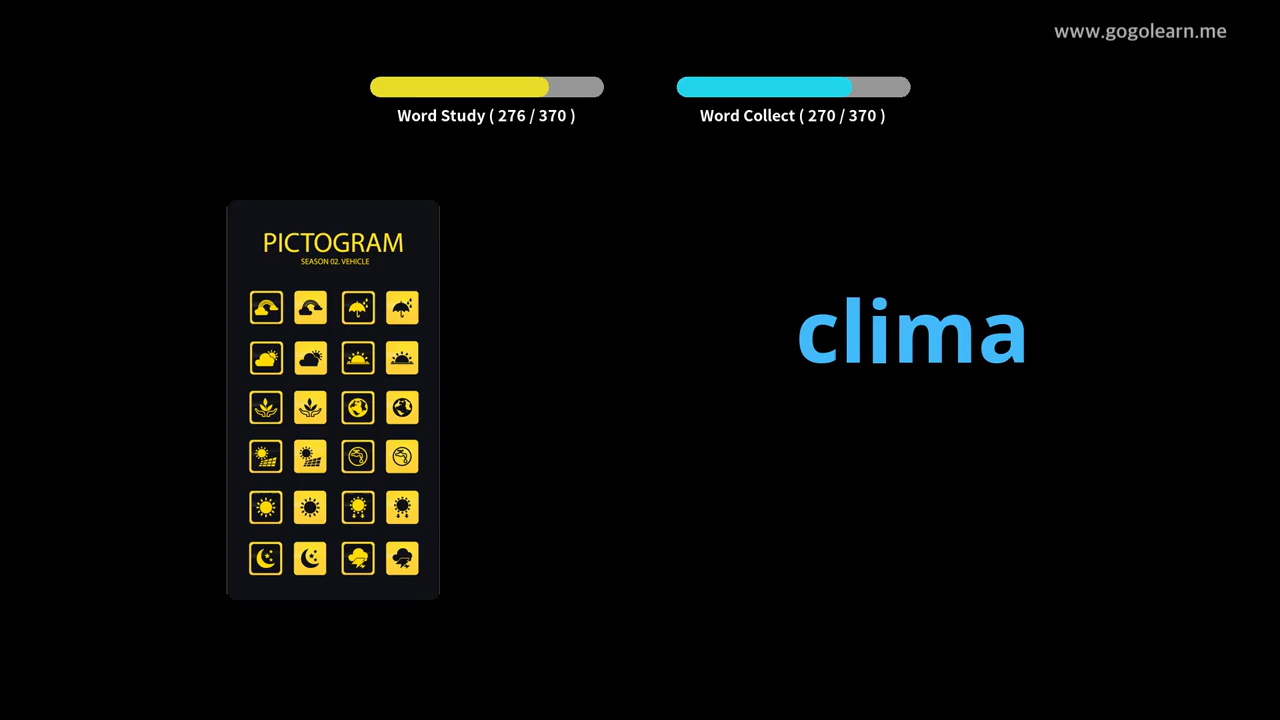 www.gogolearn.me
Word Study ( 276 / 370 )
Word Collect ( 270 / 370 )
PICTOGRAM
SEASON 02. VEHICLE
clima